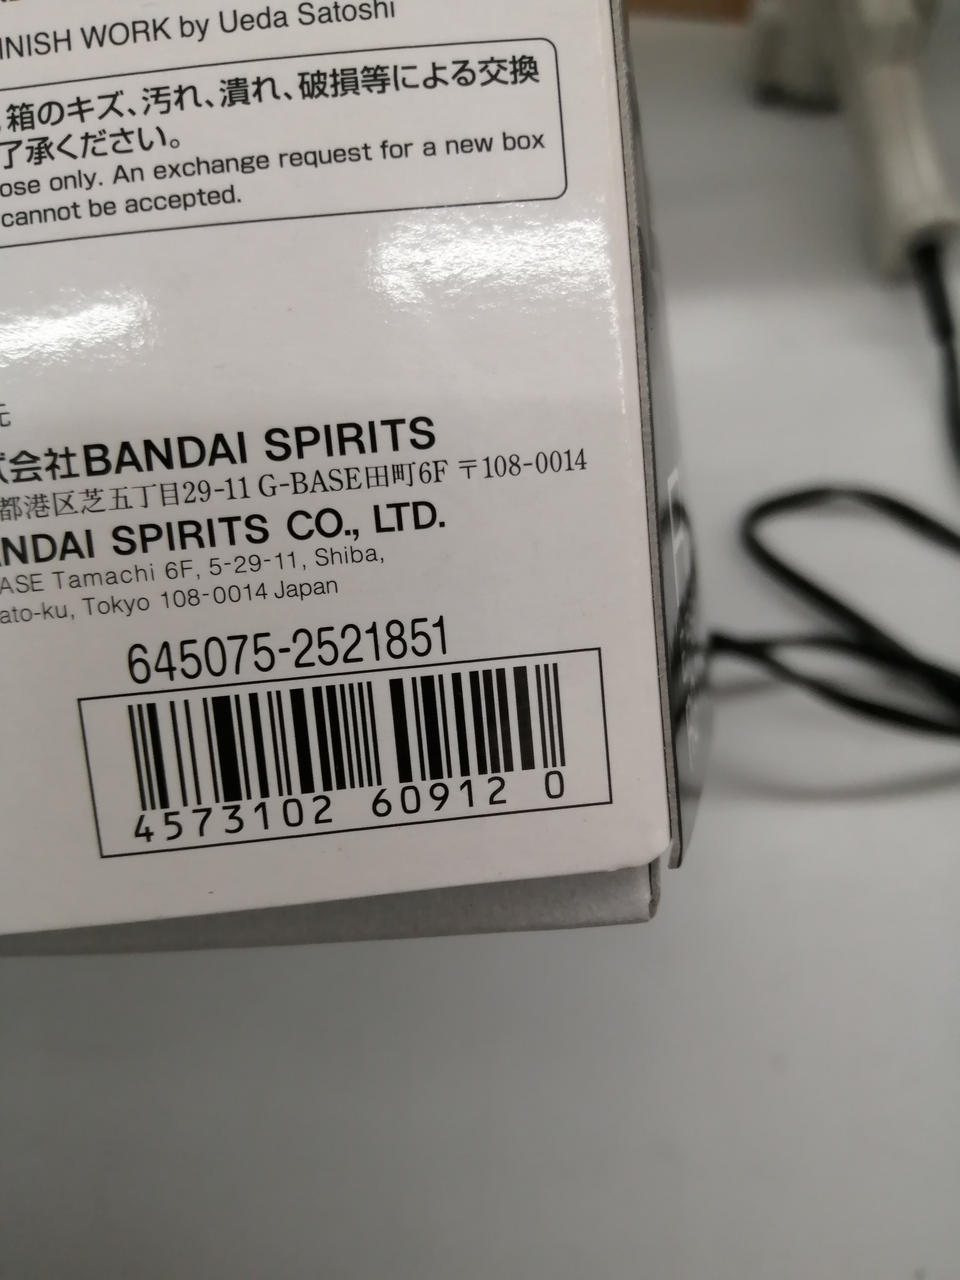 INISH WORK by Ueda Satoshi
箱のキズ、汚れ、潰れ、破損等による交換
了承ください。
ose only. An exchange request for a new box
cannot be accepted.
元
式会社BANDAI SPIRITS
都港区芝五丁目29-11 G-BASE田町6F 〒108-0014
NDAI SPIRITS CO., LTD.
ASE Tamachi 6F, 5-29-11, Shiba,
ato-ku, Tokyo 108-0014 Japan
645075-2521851
4573102 60912 0